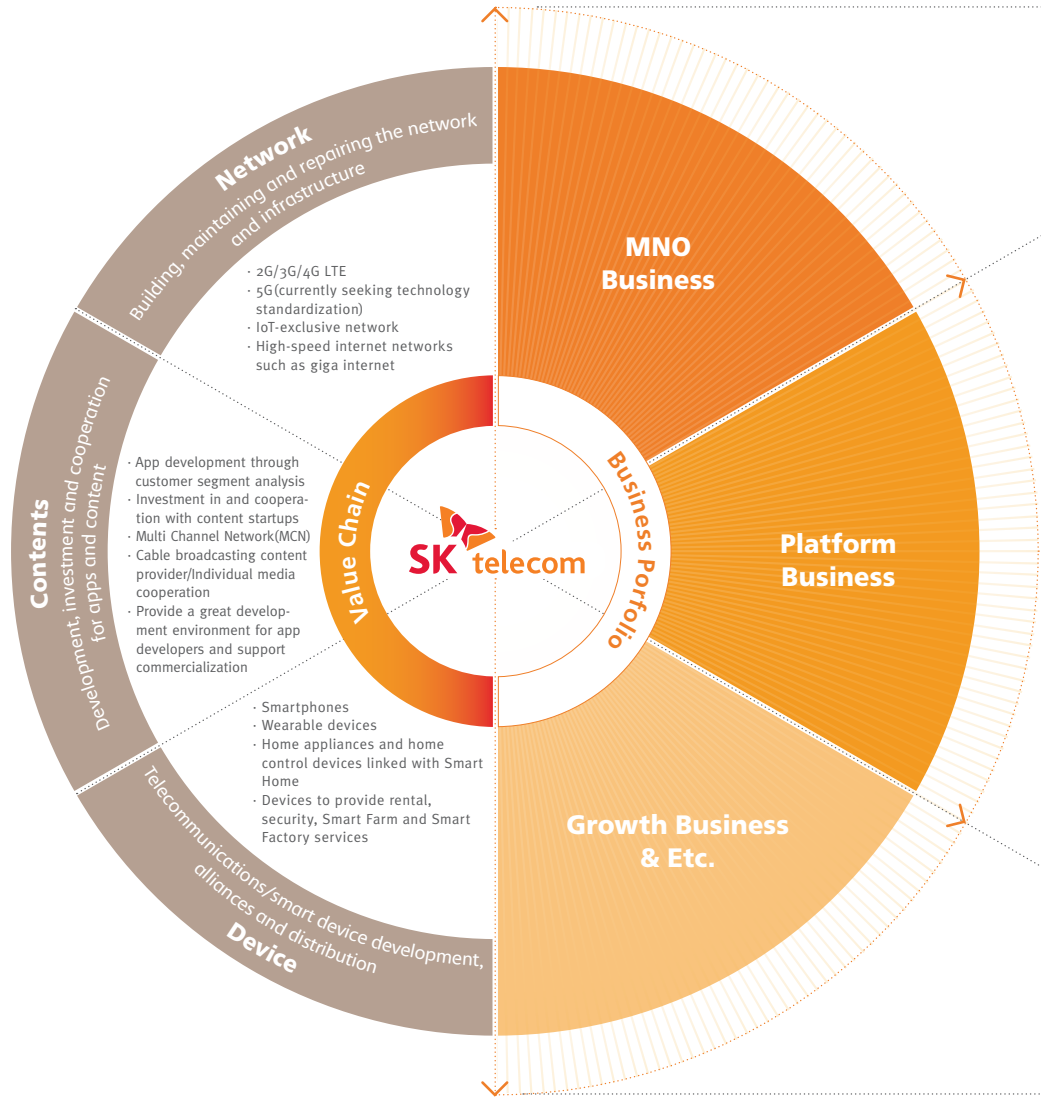 Network
Building, maintaining and repairing the network
and infrastructure
· 2G/3G/4G LTE
· 5G(currently seeking technology
standardization)
· IoT-exclusive network
· High-speed internet networks
such as giga internet
Contents
Development, investment and cooperation
for apps and content
· App development through
customer segment analysis
· Investment in and coopera-
tion with content startups
· Multi Channel Network(MCN)
· Cable broadcasting content
provider/Individual media
cooperation
· Provide a great develop-
ment environment for app
developers and support
commercialization
Telecommunications/smart device development,
alliances and distribution
Device
· Smartphones
· Wearable devices
· Home appliances and home
control devices linked with Smart
Home
· Devices to provide rental,
security, Smart Farm and Smart
Factory services
Value Chain
SK telecom
Business Porfolio
MNO
Business
Platform
Business
Growth Business
& Etc.